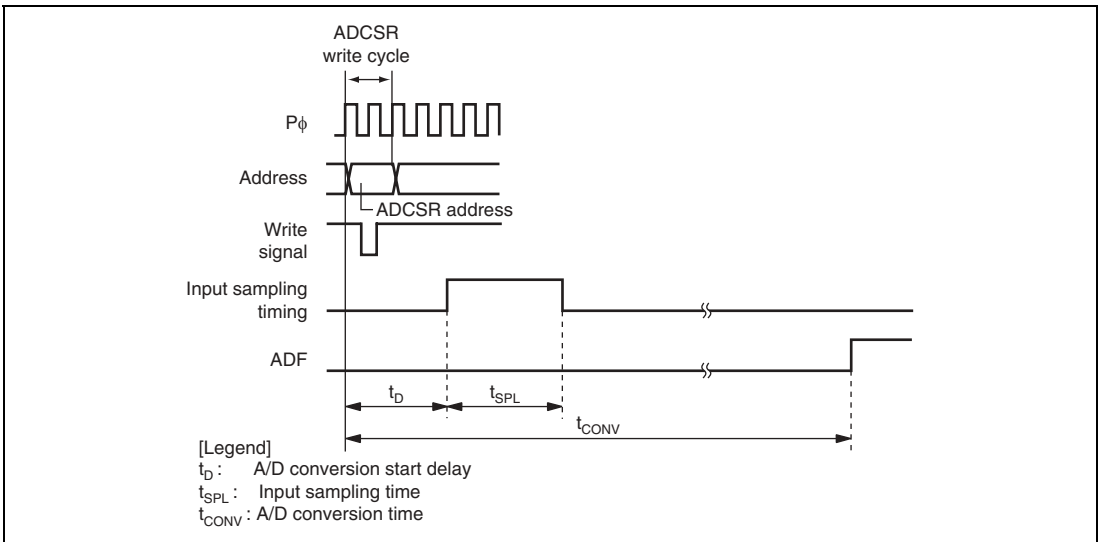 ADCSR
write cycle
Pϕ
Address
ADCSR address
Write
signal
Input sampling
timing
ADF
tD
tSPL
tCONV
[Legend]
tD : A/D conversion start delay
tSPL : Input sampling time
tCONV : A/D conversion time